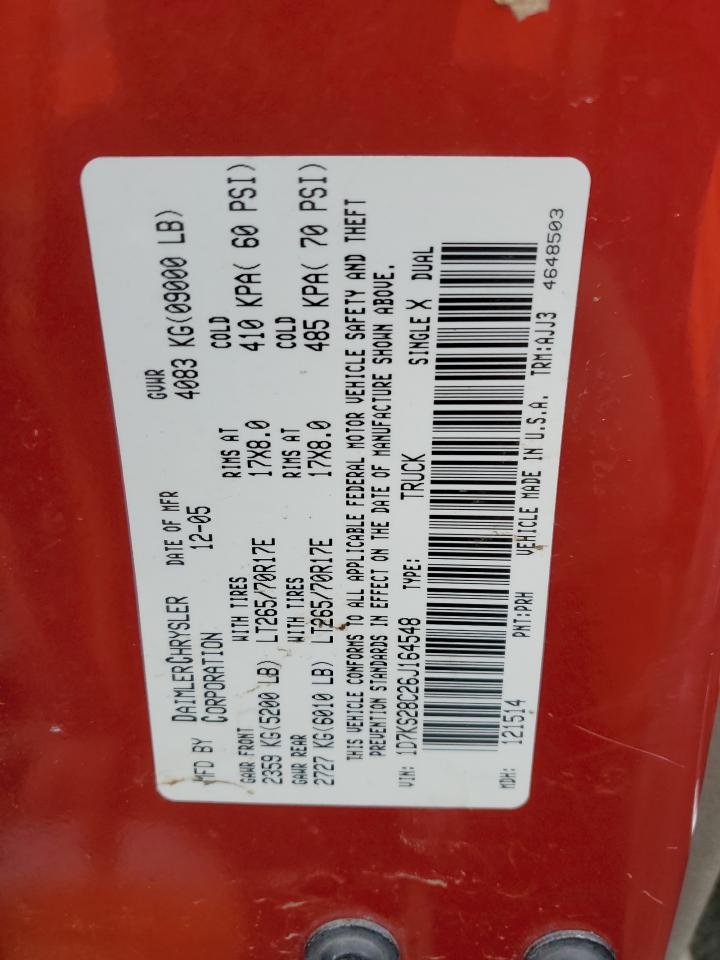 MFD BY DAIMLERCHRYSLER CORPORATION
DATE OF MFR 12-05
GVWR 4083 KG(09000 LB)
GAWR FRONT WITH TIRES RIMS AT COLD
2359 KG(5200 LB) LT265/70R17E 17X8.0 410 KPA( 60 PSI)
GAWR REAR WITH TIRES RIMS AT COLD
2727 KG(6010 LB) LT265/70R17E 17X8.0 485 KPA( 70 PSI)
THIS VEHICLE CONFORMS TO ALL APPLICABLE FEDERAL MOTOR VEHICLE SAFETY AND THEFT
PREVENTION STANDARDS IN EFFECT ON THE DATE OF MANUFACTURE SHOWN ABOVE.
VIN: 1D7KS28C26J164548 TYPE: TRUCK SINGLE X DUAL
MDH: 121514 PNT:PRH VEHICLE MADE IN U.S.A. TRM:AJJ3 4648503